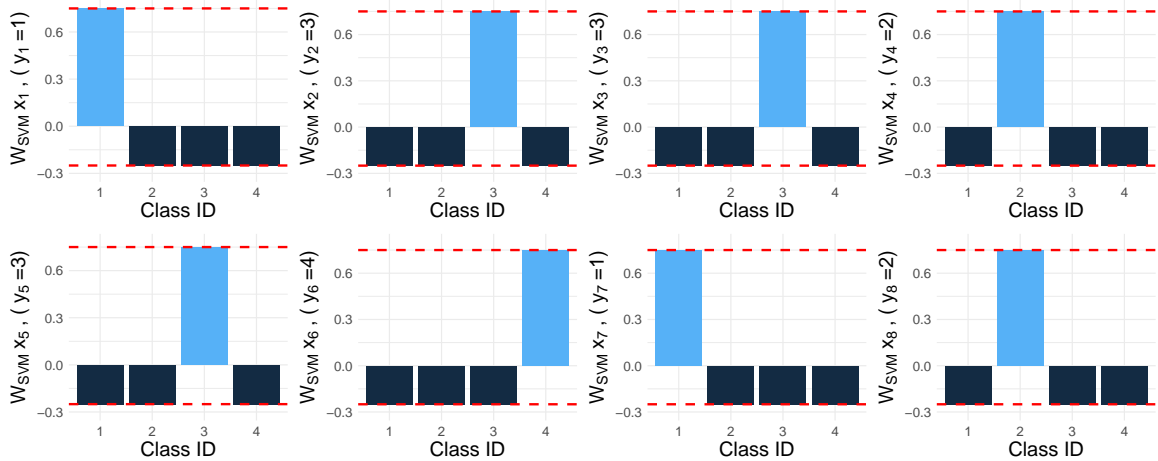 W_SVM x_1 , ( y_1 =1)
0.6
0.3
0.0
−0.3
1 2 3 4
Class ID
W_SVM x_2 , ( y_2 =3)
0.6
0.3
0.0
−0.3
1 2 3 4
Class ID
W_SVM x_3 , ( y_3 =3)
0.6
0.3
0.0
−0.3
1 2 3 4
Class ID
W_SVM x_4 , ( y_4 =2)
0.6
0.3
0.0
−0.3
1 2 3 4
Class ID
W_SVM x_5 , ( y_5 =3)
0.6
0.3
0.0
−0.3
1 2 3 4
Class ID
W_SVM x_6 , ( y_6 =4)
0.6
0.3
0.0
−0.3
1 2 3 4
Class ID
W_SVM x_7 , ( y_7 =1)
0.6
0.3
0.0
−0.3
1 2 3 4
Class ID
W_SVM x_8 , ( y_8 =2)
0.6
0.3
0.0
−0.3
1 2 3 4
Class ID